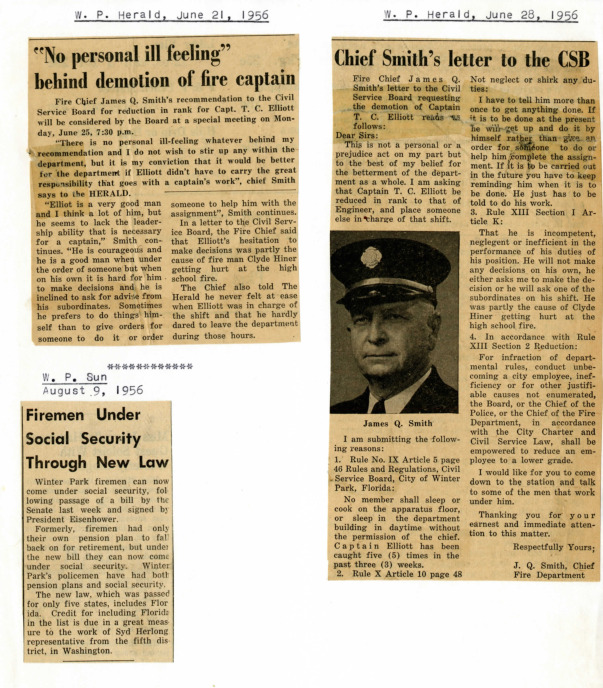 W. P. Herald, June 21, 1956
"No personal ill feeling"
behind demotion of fire captain
Fire Chief James Q. Smith's recommendation to the Civil
Service Board for reduction in rank for Capt. T. C. Elliott
will be considered by the Board at a special meeting on Mon-
day, June 25, 7:30 p.m.
"There is no personal ill-feeling whatever behind my
recommendation and I do not wish to stir up any within the
department, but it is my conviction that it would be better
for the department if Elliott didn't have to carry the great
responsibility that goes with a captain's work", chief Smith
says to the HERALD.
"Elliot is a very good man
and I think a lot of him, but
he seems to lack the leader-
ship ability that is necessary
for a captain," Smith con-
tinues. "He is courageous and
he is a good man when under
the order of someone but when
on his own it is hard for him
to make decisions and he is
inclined to ask for advise from
his subordinates. Sometimes
he prefers to do things him-
self than to give orders for
someone to do it or order
someone to help him with the
assignment", Smith continues.
In a letter to the Civil Serv-
ice Board, the Fire Chief said
that Elliott's hesitation to
make decisions was partly the
cause of fire man Clyde Hiner
getting hurt at the high
school fire.
The Chief also told The
Herald he never felt at ease
when Elliott was in charge of
the shift and that he hardly
dared to leave the department
during those hours.
*************
W. P. Sun
August 9, 1956
Firemen Under
Social Security
Through New Law
Winter Park firemen can now
come under social security, fol
lowing passage of a bill by the
Senate last week and signed by
President Eisenhower.
Formerly, firemen had only
their own pension plan to fall
back on for retirement, but under
the new bill they can now come
under social security. Winter
Park's policemen have had both
pension plans and social security.
The new law, which was passed
for only five states, includes Flor
ida. Credit for including Florida
in the list is due in a great meas
ure to the work of Syd Herlong
representative from the fifth dis
trict, in Washington.
W. P. Herald, June 28, 1956
Chief Smith's letter to the CSB
Fire Chief James Q.
Smith's letter to the Civil
Service Board requesting
the demotion of Captain
T. C. Elliott reads as
follows:
Dear Sirs:
This is not a personal or a
prejudice act on my part but
to the best of my belief for
the betterment of the depart-
ment as a whole. I am asking
that Captain T. C. Elliott be
reduced in rank to that of
Engineer, and place someone
else in charge of that shift.
James Q. Smith
I am submitting the follow-
ing reasons:
1. Rule No. IX Article 5 page
46 Rules and Regulations, Civil
Service Board, City of Winter
Park, Florida:
No member shall sleep or
cook on the apparatus floor,
or sleep in the department
building in daytime without
the permission of the chief.
Captain Elliott has been
caught five (5) times in the
past three (3) weeks.
2. Rule X Article 10 page 48
Not neglect or shirk any du-
ties:
I have to tell him more than
once to get anything done. If
it is to be done at the present
he will get up and do it by
himself rather than give an
order for someone to do or
help him complete the assign-
ment. If it is to be carried out
in the future you have to keep
reminding him when it is to
be done. He just has to be
told to do his work.
3. Rule XIII Section I Ar-
ticle K:
That he is incompetent,
neglegent or inefficient in the
performance of his duties of
his position. He will not make
any decisions on his own, he
either asks me to make the de-
cision or he will ask one of the
subordinates on his shift. He
was partly the cause of Clyde
Hiner getting hurt at the
high school fire.
4. In accordance with Rule
XIII Section 2 Reduction:
For infraction of depart-
mental rules, conduct unbe-
coming a city employee, inef-
ficiency or for other justifi-
able causes not enumerated,
the Board, or the Chief of the
Police, or the Chief of the Fire
Department, in accordance
with the City Charter and
Civil Service Law, shall be
empowered to reduce an em-
ployee to a lower grade.
I would like for you to come
down to the station and talk
to some of the men that work
under him.
Thanking you for your
earnest and immediate atten-
tion to this matter.
Respectfully Yours;
J. Q. Smith, Chief
Fire Department